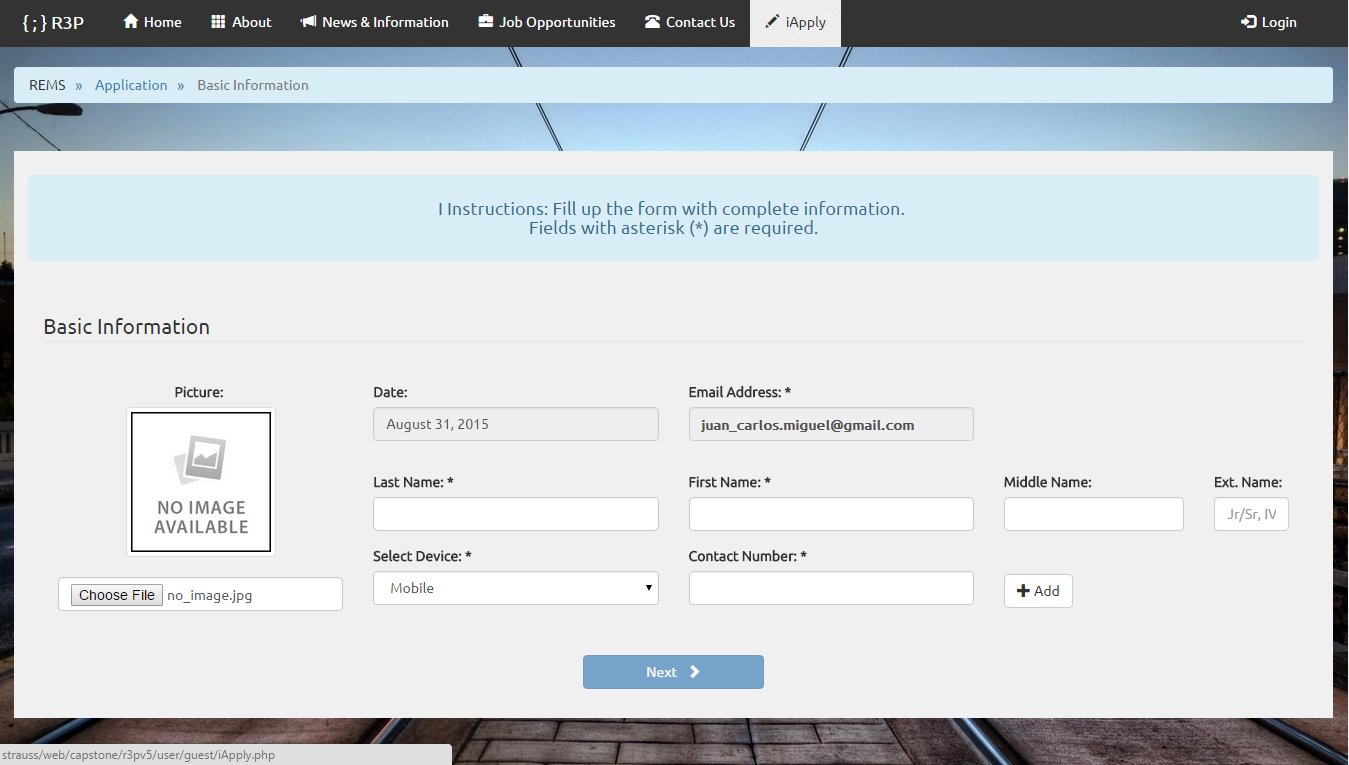 { ; } R3P Home About News & Information Job Opportunities Contact Us iApply Login
REMS » Application » Basic Information
I Instructions: Fill up the form with complete information.
Fields with asterisk (*) are required.
Basic Information
Picture:
NO IMAGE
AVAILABLE
Choose File no_image.jpg
Date:
August 31, 2015
Email Address: *
juan_carlos.miguel@gmail.com
Last Name: *
First Name: *
Middle Name:
Ext. Name:
Jr/Sr, IV
Select Device: *
Mobile
Contact Number: *
Add
Next
strauss/web/capstone/r3pv5/user/guest/iApply.php